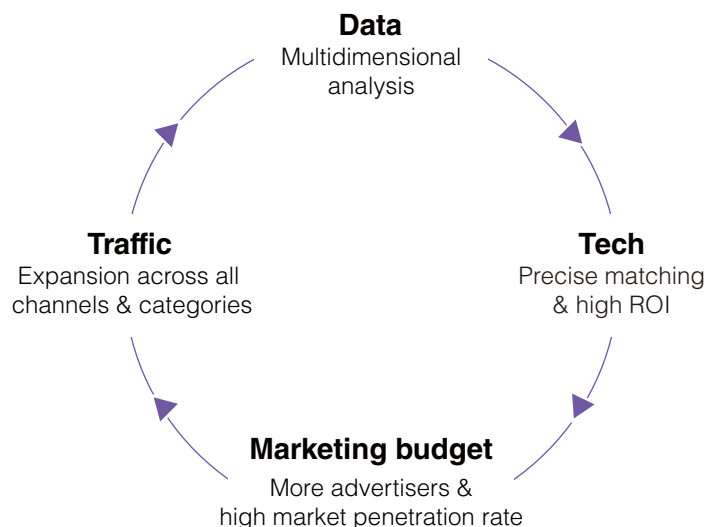 Data
Multidimensional
analysis
Traffic
Expansion across all
channels & categories
Tech
Precise matching
& high ROI
Marketing budget
More advertisers &
high market penetration rate